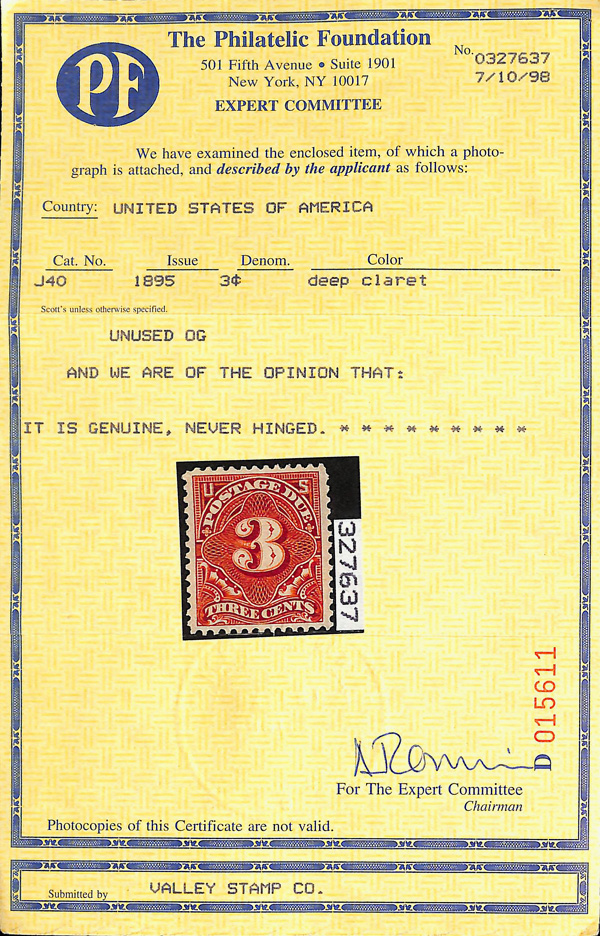 PF
The Philatelic Foundation
501 Fifth Avenue • Suite 1901
New York, NY 10017
EXPERT COMMITTEE
No. 0327637
7/10/98
We have examined the enclosed item, of which a photo-
graph is attached, and described by the applicant as follows:
Country: UNITED STATES OF AMERICA
Cat. No. Issue Denom. Color
J40 1895 3¢ deep claret
Scott's unless otherwise specified.
UNUSED OG
AND WE ARE OF THE OPINION THAT:
IT IS GENUINE, NEVER HINGED. * * * * * * * * *
U S
POSTAGE DUE
3
THREE CENTS
327637
D 015611
For The Expert Committee
Chairman
Photocopies of this Certificate are not valid.
Submitted by VALLEY STAMP CO.